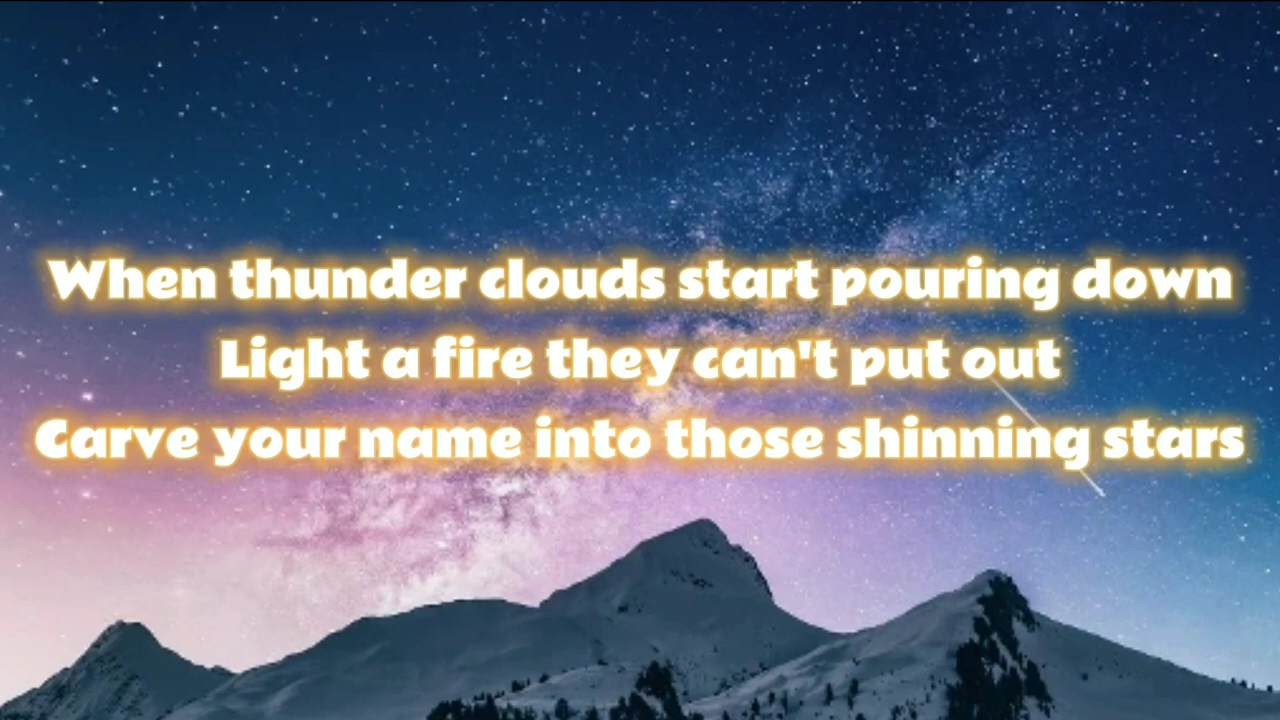 When thunder clouds start pouring down
Light a fire they can't put out
Carve your name into those shinning stars